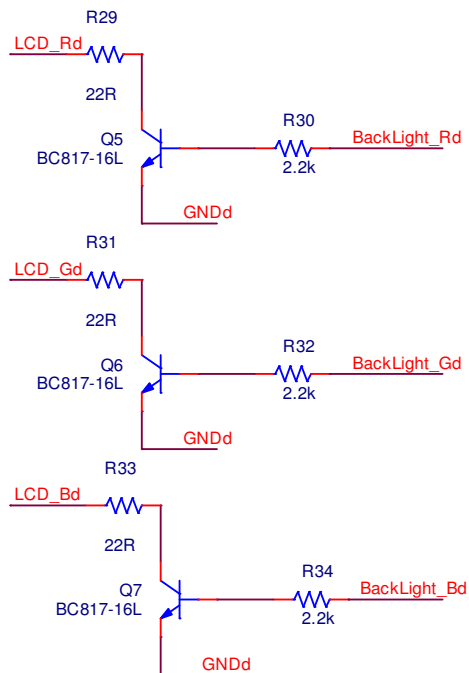 R29
LCD_Rd
22R
R30
Q5
BC817-16L
BackLight_Rd
2.2k
GNDd
R31
LCD_Gd
22R
R32
Q6
BC817-16L
BackLight_Gd
2.2k
GNDd
R33
LCD_Bd
22R
R34
Q7
BC817-16L
BackLight_Bd
2.2k
GNDd